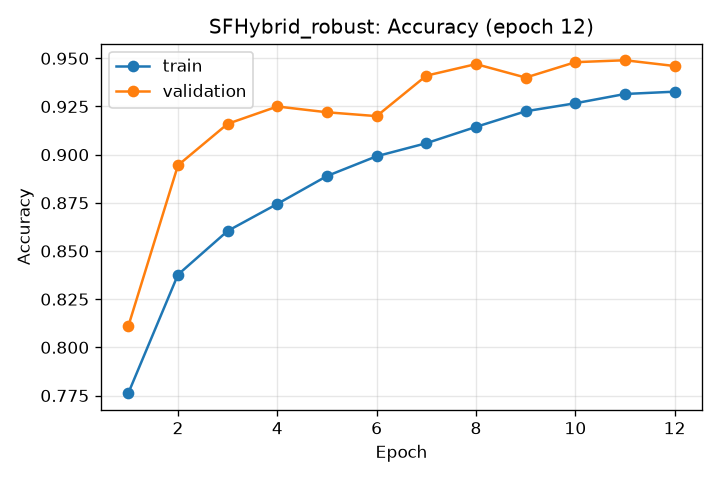 SFHybrid_robust: Accuracy (epoch 12)
train
validation
0.950
0.925
0.900
0.875
0.850
0.825
0.800
0.775
Accuracy
2 4 6 8 10 12
Epoch